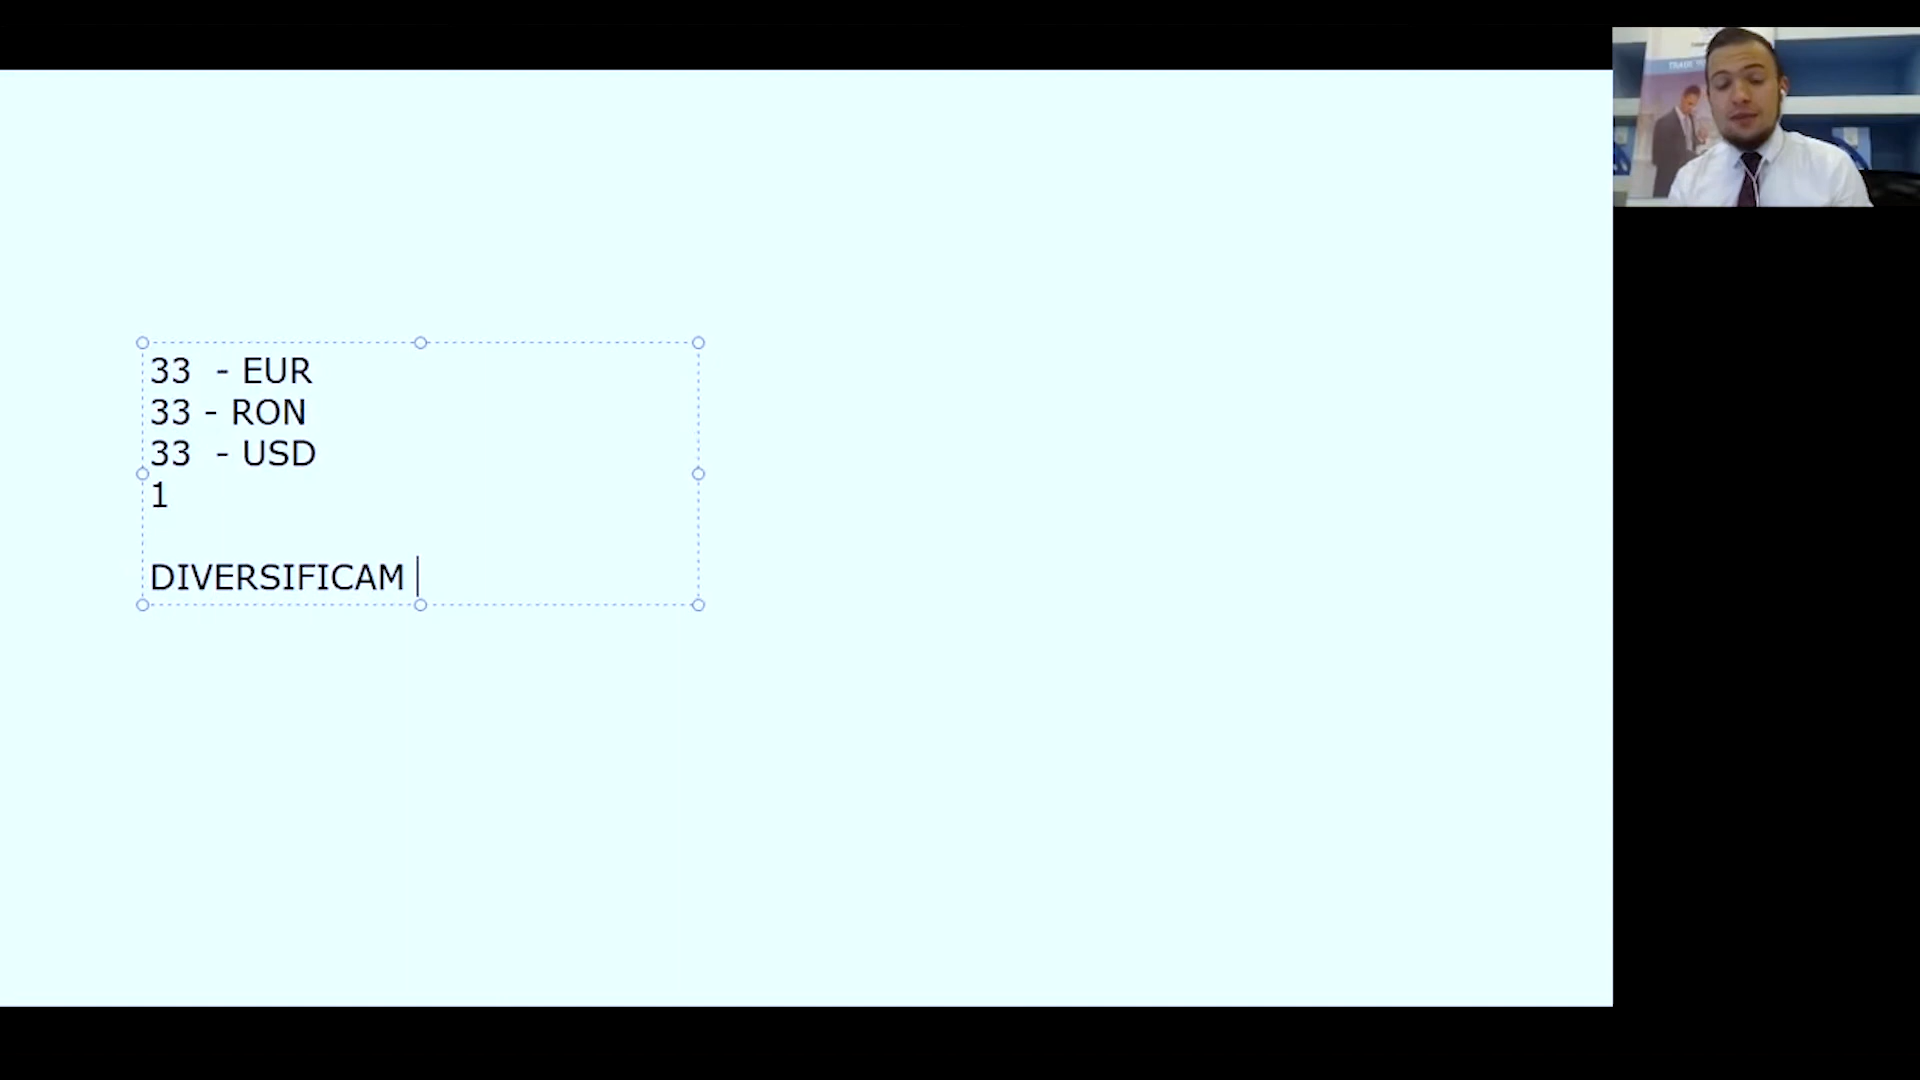 33 - EUR
33 - RON
33 - USD
1
DIVERSIFICAM